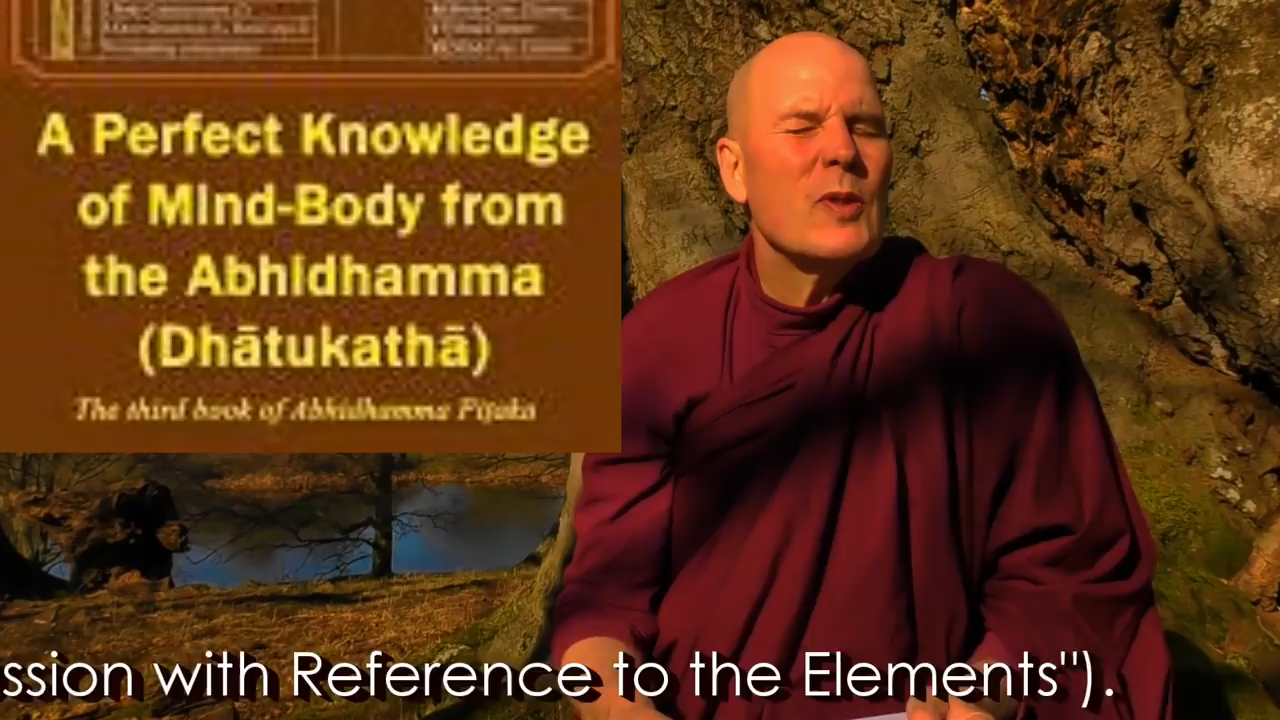 A Perfect Knowledge
of Mind-Body from
the Abhidhamma
(Dhātukathā)
The third book of Abhidhamma Piṭaka
ssion with Reference to the Elements").